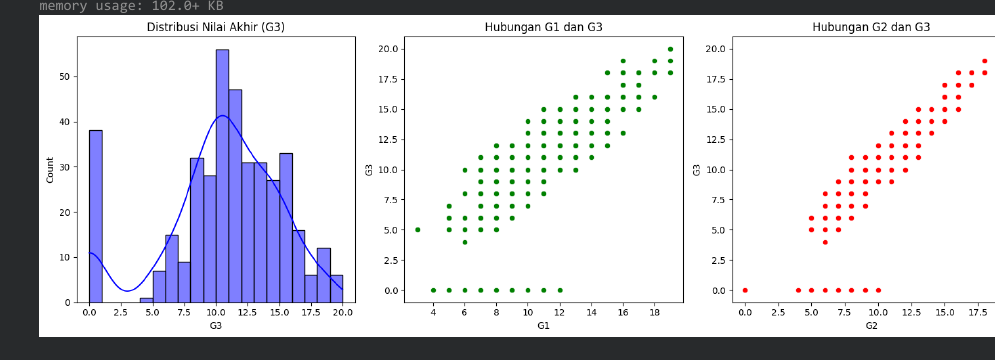 memory usage: 102.0+ KB
Distribusi Nilai Akhir (G3)
Count
50
40
30
20
10
0
0.0 2.5 5.0 7.5 10.0 12.5 15.0 17.5 20.0
G3
Hubungan G1 dan G3
G3
20.0
17.5
15.0
12.5
10.0
7.5
5.0
2.5
0.0
4 6 8 10 12 14 16 18
G1
Hubungan G2 dan G3
G3
20.0
17.5
15.0
12.5
10.0
7.5
5.0
2.5
0.0
0.0 2.5 5.0 7.5 10.0 12.5 15.0 17.5
G2